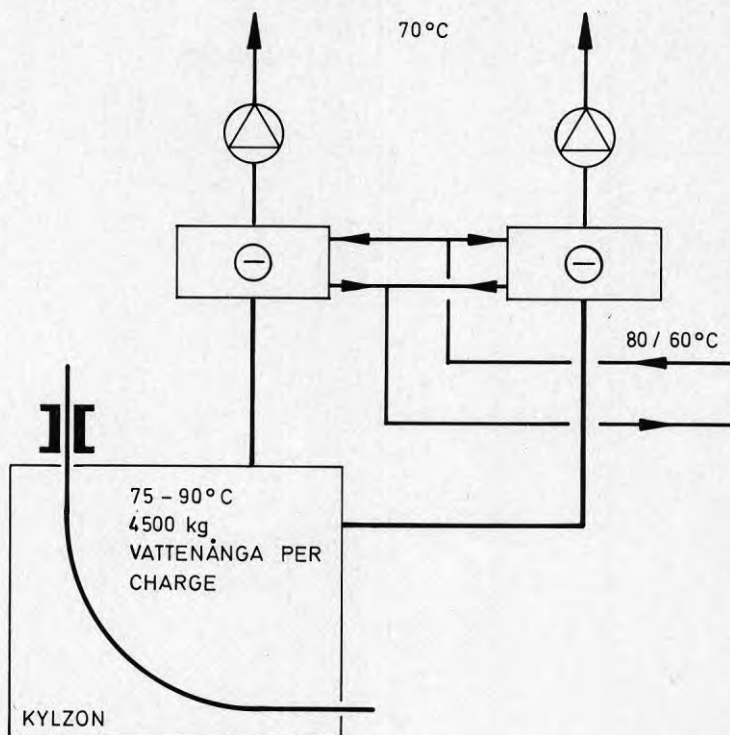 70°C
80 / 60°C
75 – 90°C
4500 kg
VATTENÅNGA PER
CHARGE
KYLZON